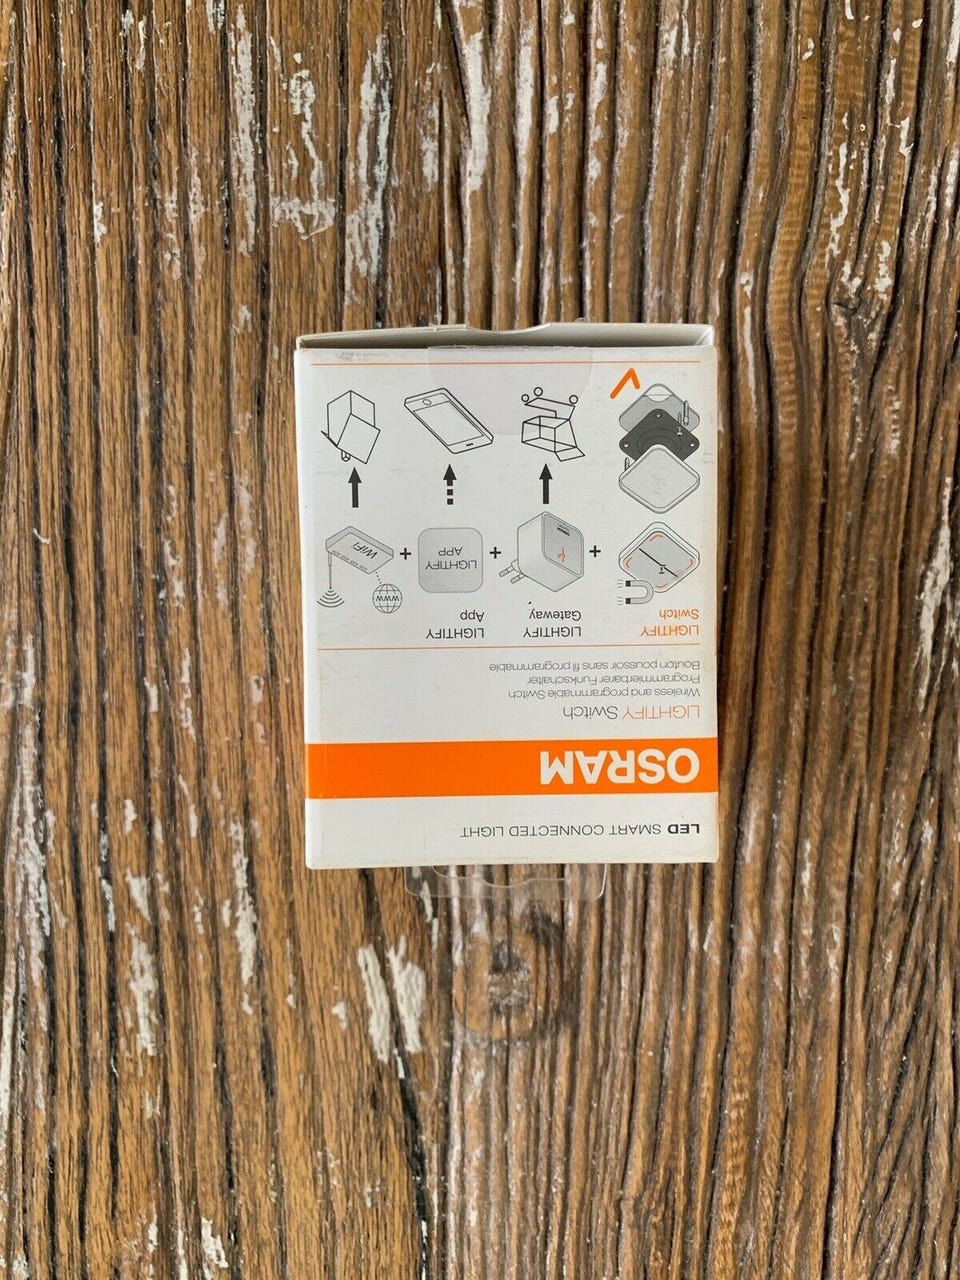 LED SMART CONNECTED LIGHT
OSRAM
LIGHTIFY Switch
Wireless and programmable Switch
Programmierbarer Funkschalter
Bouton poussoir sans fil programmable
LIGHTIFY
Switch
LIGHTIFY
Gateway,
LIGHTIFY
App
www
+
+
+
LIGHTIFY
APP
WiFi